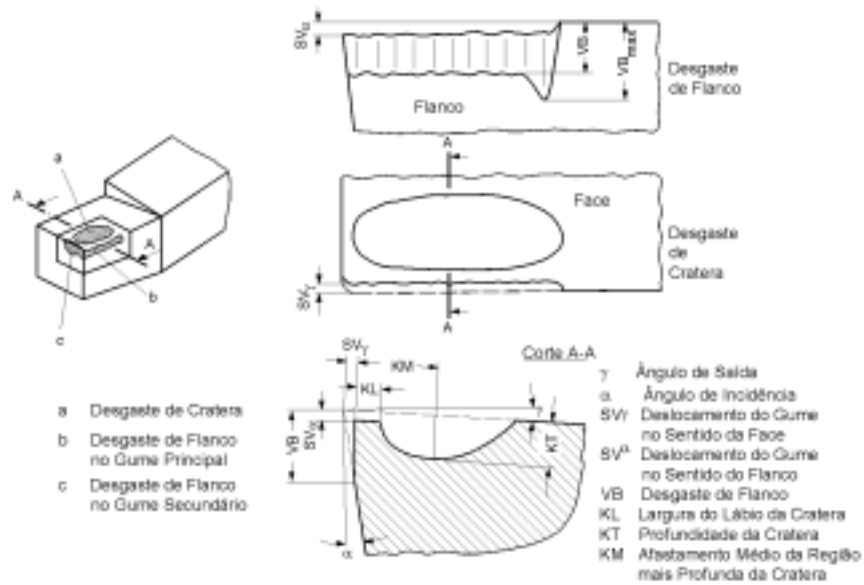 SVα
VB
VBmax
Desgaste
de Flanco
Flanco
A
a
A
A
b
c
Face
Desgaste
de
Cratera
SVγ
A
SVγ
KM
KL
Corte A-A
VB
SVα
γ
KT
α
a Desgaste de Cratera
b Desgaste de Flanco
no Gume Principal
c Desgaste de Flanco
no Gume Secundário
γ Ângulo de Saída
α Ângulo de Incidência
SVγ Deslocamento do Gume
no Sentido da Face
SVα Deslocamento do Gume
no Sentido do Flanco
VB Desgaste de Flanco
KL Largura do Lábio da Cratera
KT Profundidade da Cratera
KM Afastamento Médio da Região
mais Profunda da Cratera